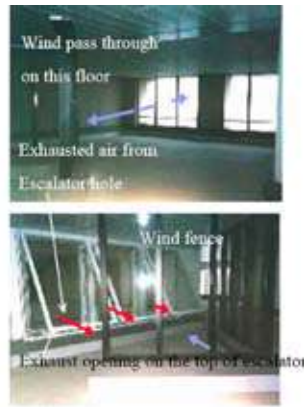 Wind pass through
on this floor
Exhausted air from
Escalator hole
Wind fence
Exhaust opening on the top of escalator